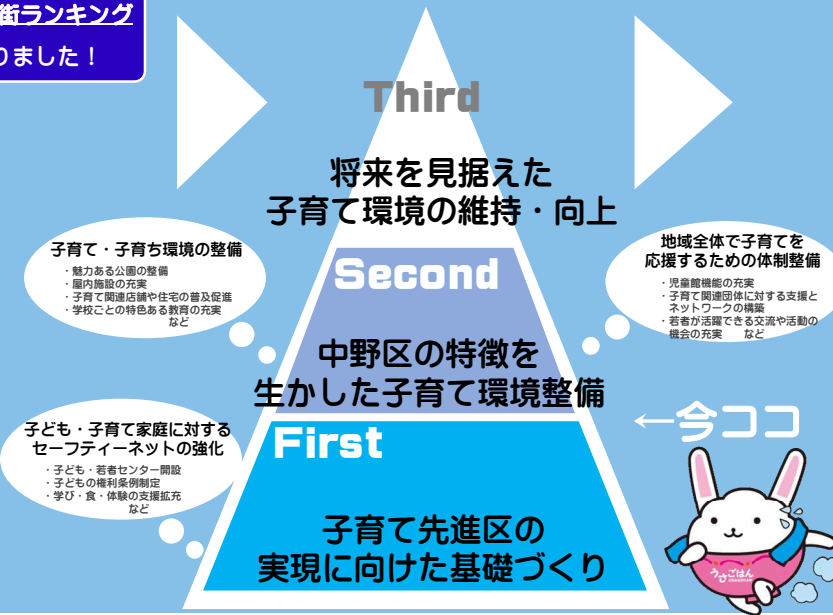 街ランキング
りました！
Third
将来を見据えた
子育て環境の維持・向上
子育て・子育ち環境の整備
・魅力ある公園の整備
・屋内施設の充実
・子育て関連店舗や住宅の普及促進
・学校ごとの特色ある教育の充実
など
地域全体で子育てを
応援するための体制整備
・児童館機能の充実
・子育て関連団体に対する支援と
ネットワークの構築
・若者が活躍できる交流や活動の
機会の充実　など
Second
中野区の特徴を
生かした子育て環境整備
←今ココ
子ども・子育て家庭に対する
セーフティーネットの強化
・子ども・若者センター開設
・子どもの権利条例制定
・学び・食・体験の支援拡充
など
First
子育て先進区の
実現に向けた基礎づくり
うさごはん
USAGOHAN